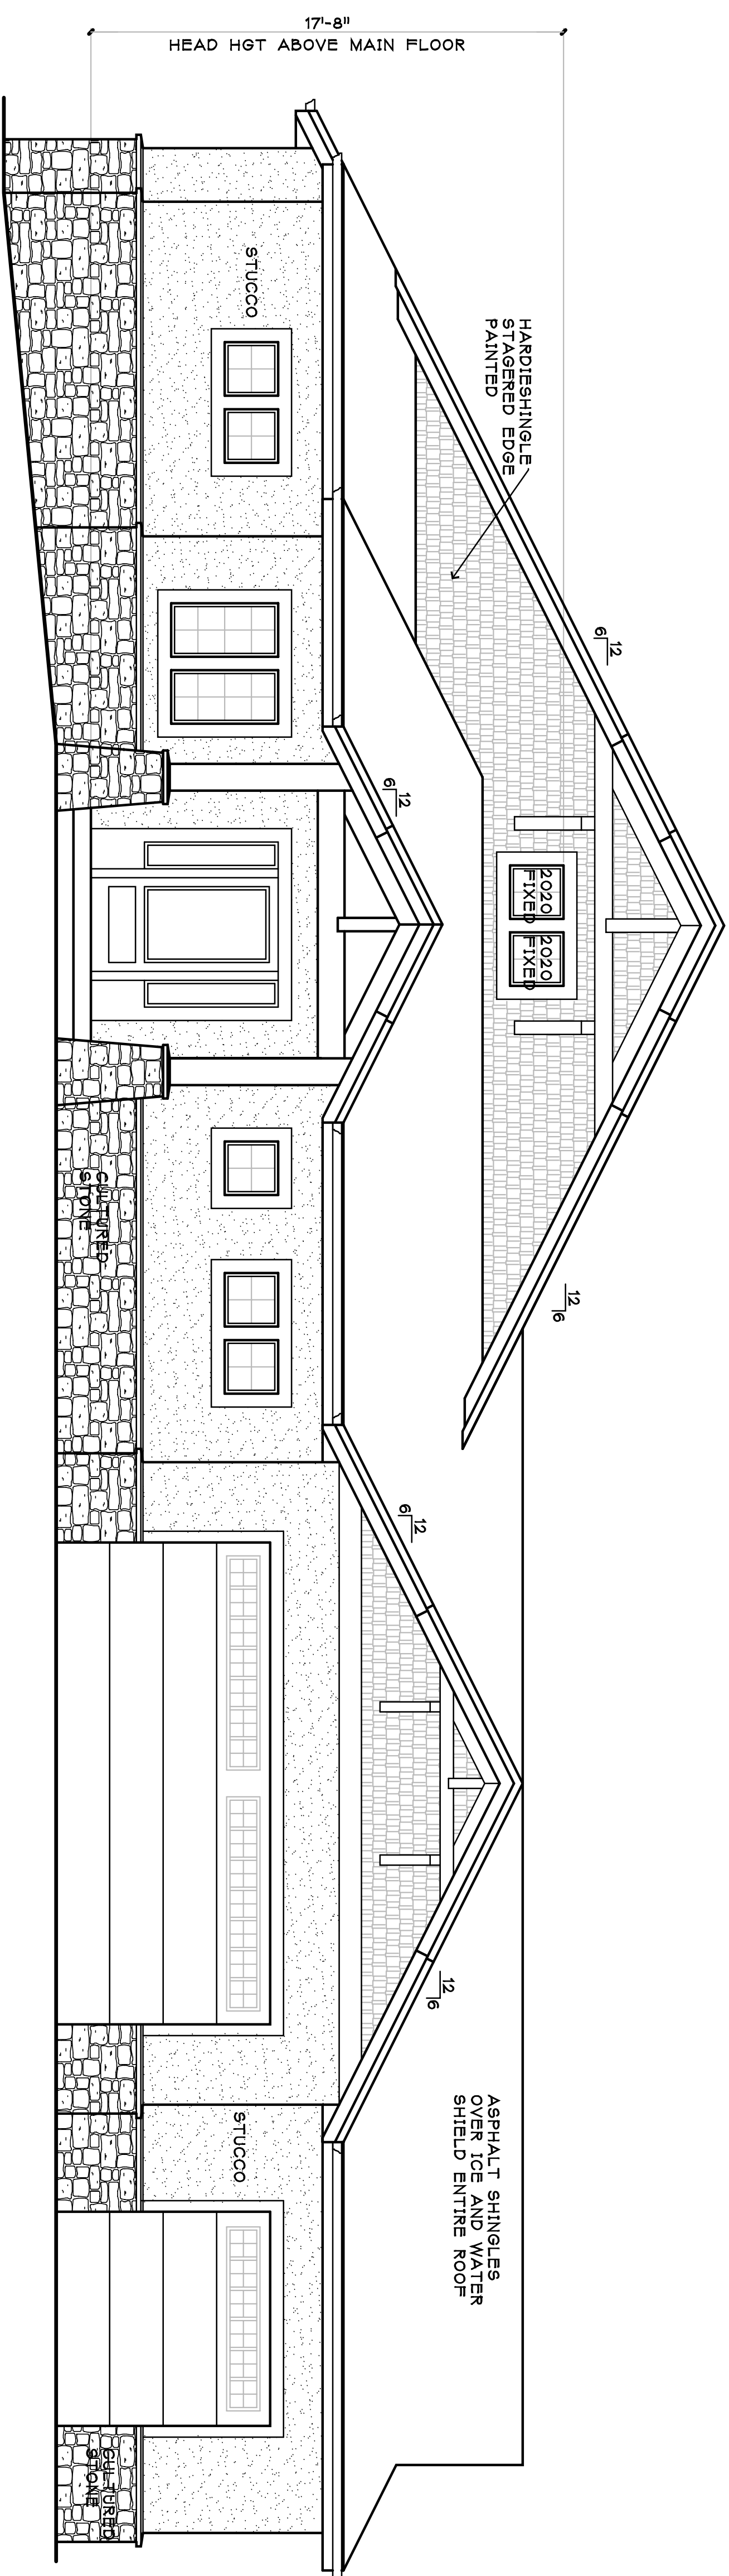 17'-8"
HEAD HGT ABOVE MAIN FLOOR
HARDIESHINGLE
STAGERED EDGE
PAINTED
12
6
12
6
2020
FIXED
2020
FIXED
12
6
12
6
12
6
ASPHALT SHINGLES
OVER ICE AND WATER
SHIELD ENTIRE ROOF
STUCCO
STUCCO
CULTURED
STONE
CULTURED
STONE